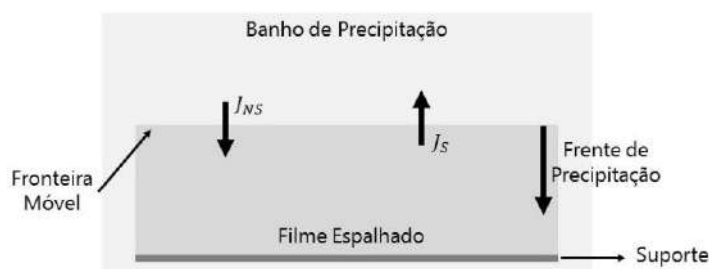 Banho de Precipitação
J_NS
J_S
Frente de
Precipitação
Fronteira
Móvel
Filme Espalhado
Suporte